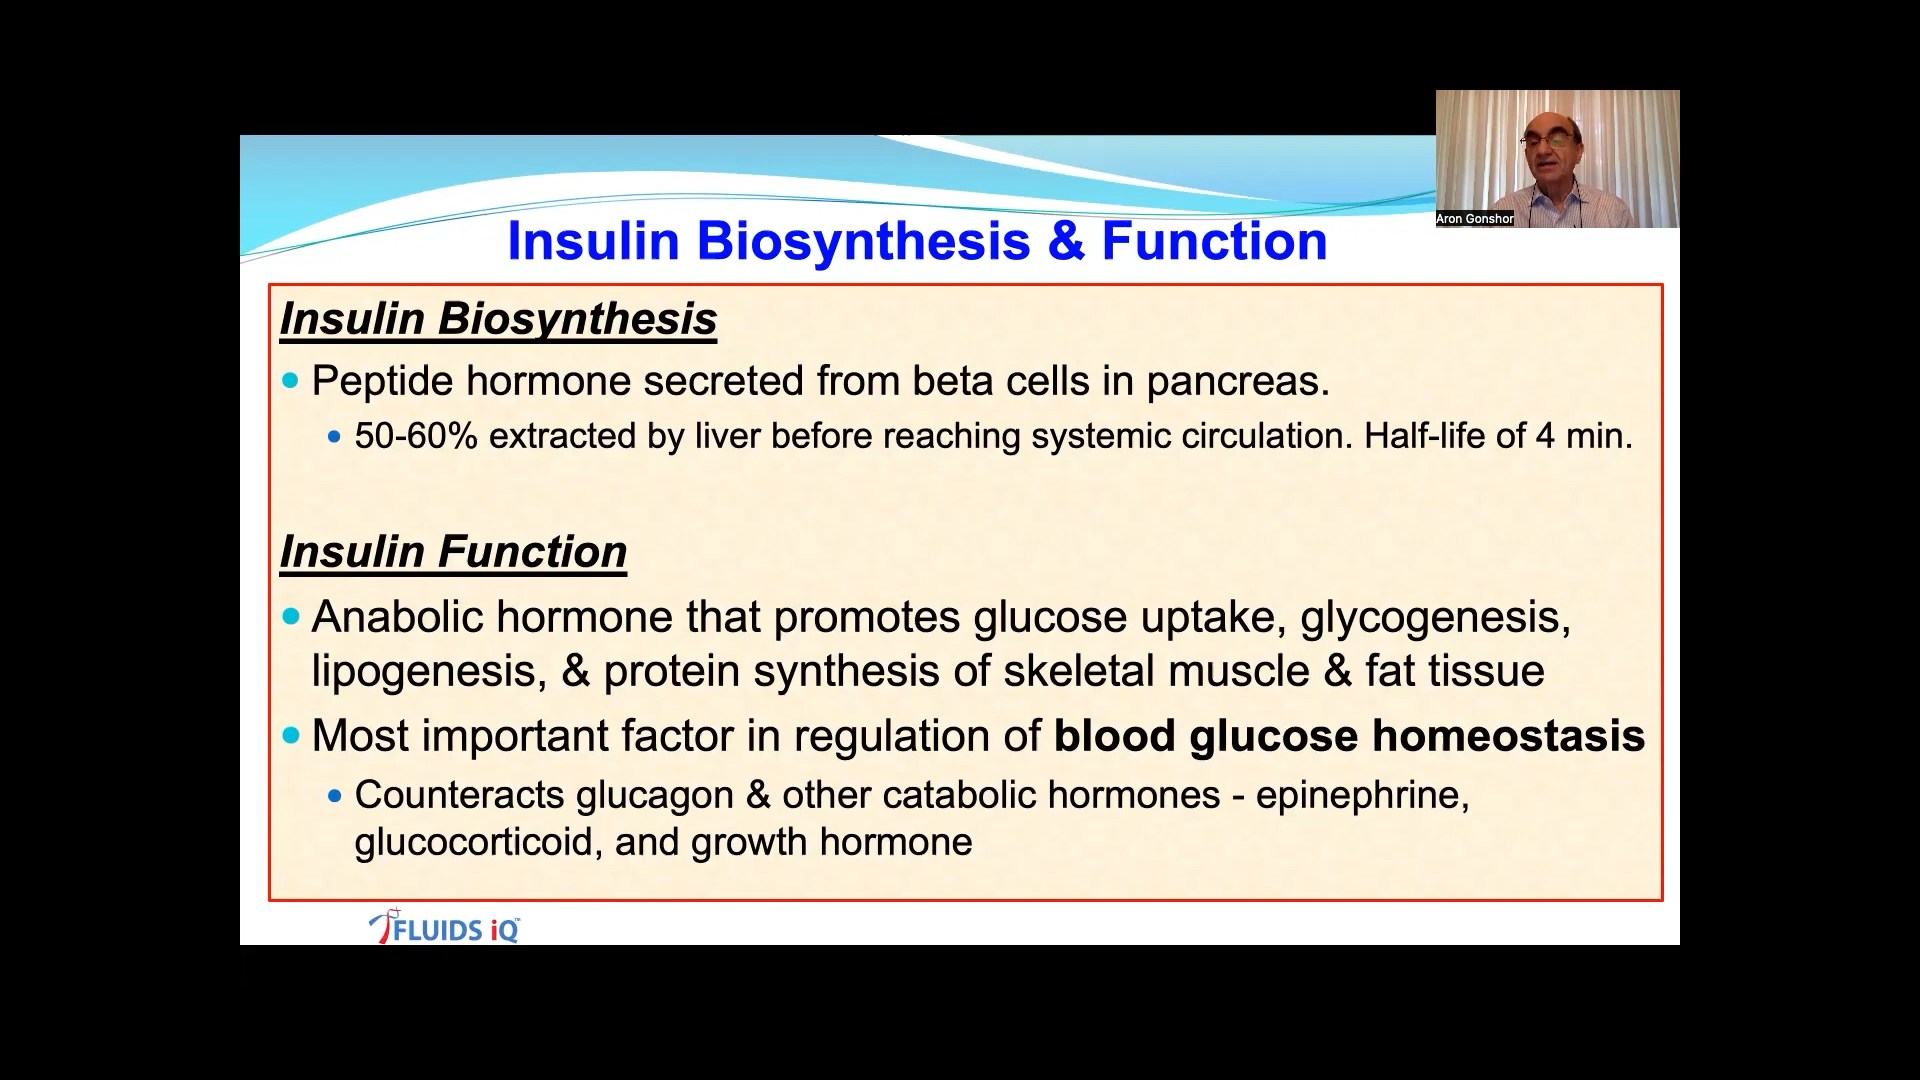 Aron Gonshor
Insulin Biosynthesis & Function
Insulin Biosynthesis
• Peptide hormone secreted from beta cells in pancreas.
• 50-60% extracted by liver before reaching systemic circulation. Half-life of 4 min.
Insulin Function
• Anabolic hormone that promotes glucose uptake, glycogenesis,
lipogenesis, & protein synthesis of skeletal muscle & fat tissue
• Most important factor in regulation of blood glucose homeostasis
• Counteracts glucagon & other catabolic hormones - epinephrine,
glucocorticoid, and growth hormone
FLUIDS iQ™